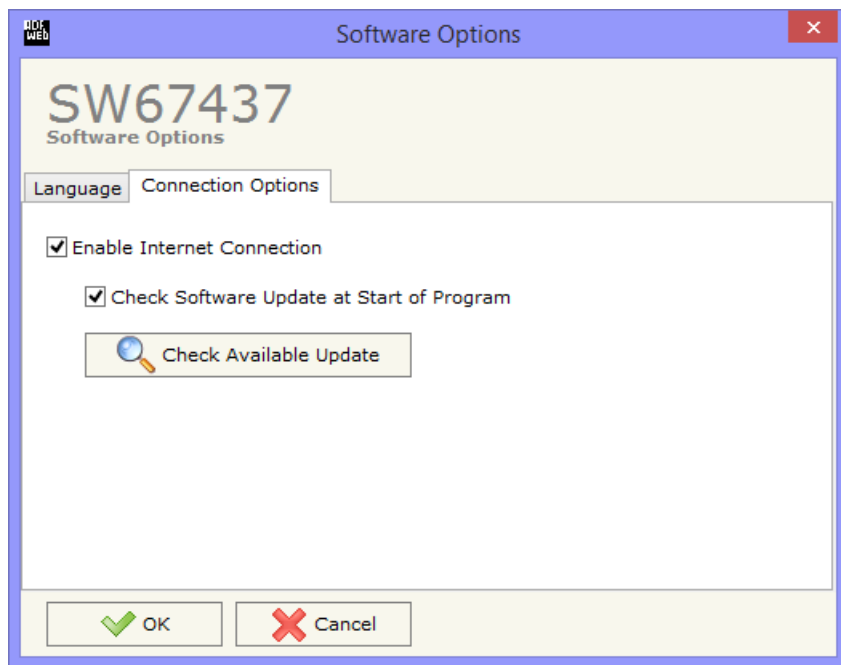 ADF
WEB
Software Options
SW67437
Software Options
Language
Connection Options
Enable Internet Connection
Check Software Update at Start of Program
Check Available Update
OK
Cancel